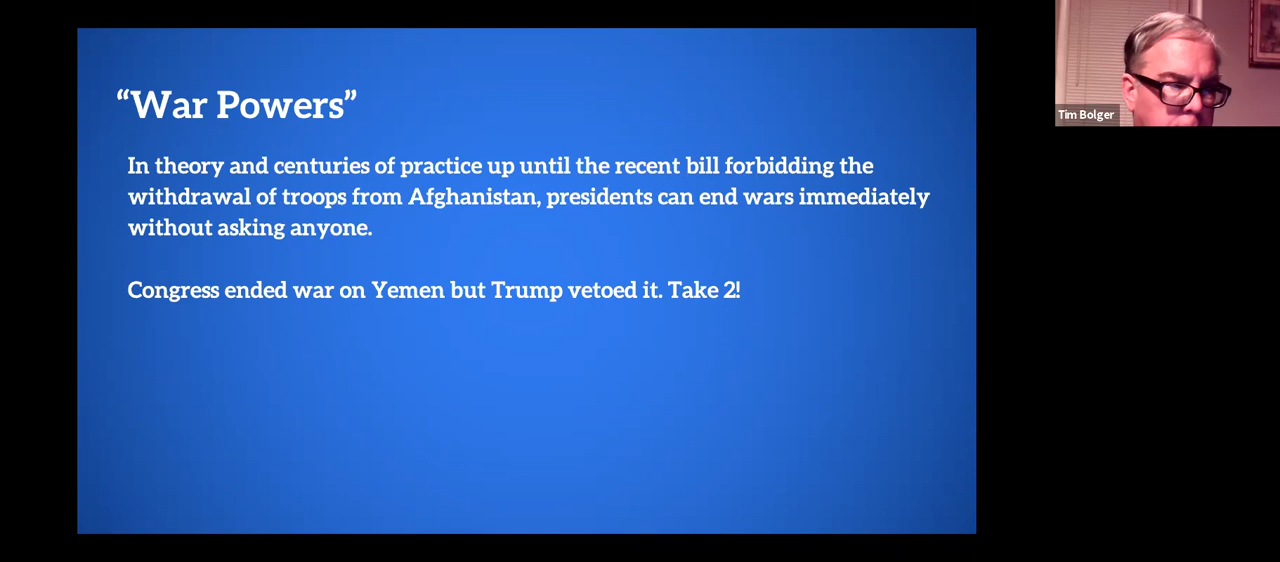 “War Powers”
In theory and centuries of practice up until the recent bill forbidding the
withdrawal of troops from Afghanistan, presidents can end wars immediately
without asking anyone.
Congress ended war on Yemen but Trump vetoed it. Take 2!
Tim Bolger